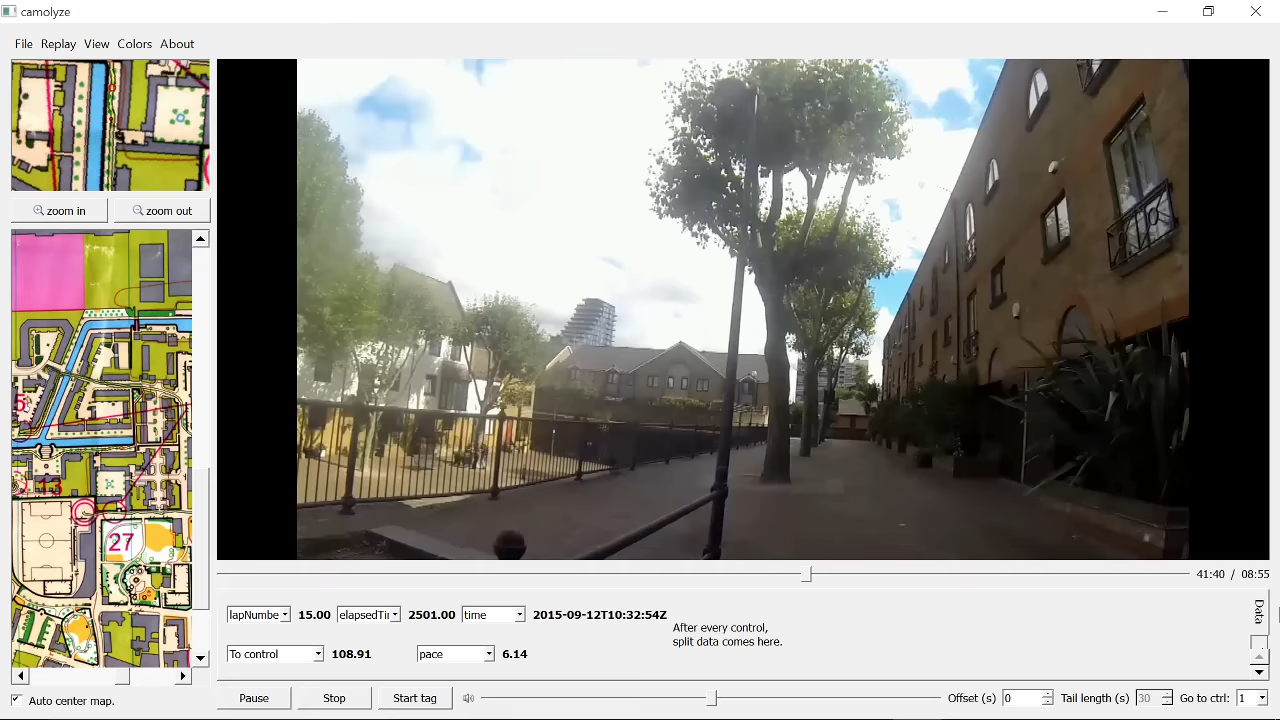 camolyze
File Replay View Colors About
zoom in zoom out
5
13
27
41:40 / 08:55
lapNumbe 15.00 elapsedTi 2501.00 time 2015-09-12T10:32:54Z
After every control,
split data comes here.
To control 108.91 pace 6.14
Data
Auto center map.
Pause Stop Start tag Offset (s) 0 Tail length (s) 30 Go to ctrl: 1